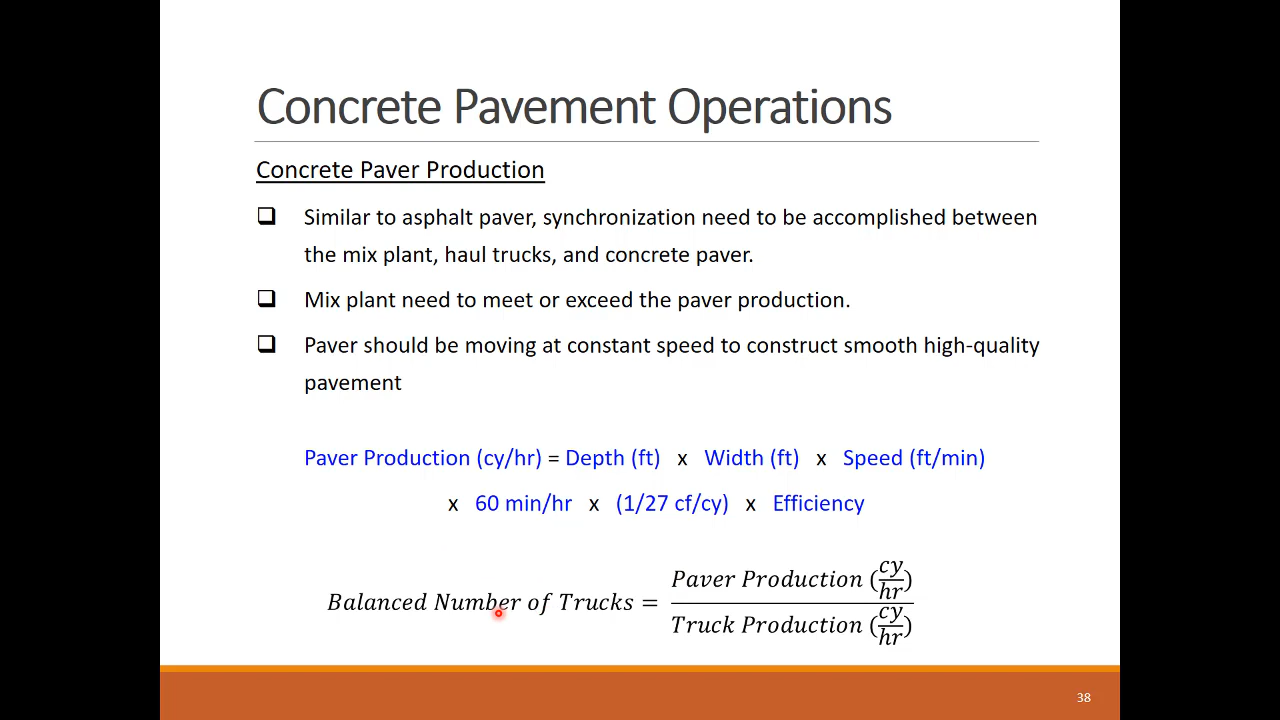 Concrete Pavement Operations
Concrete Paver Production
❑ Similar to asphalt paver, synchronization need to be accomplished between
the mix plant, haul trucks, and concrete paver.
❑ Mix plant need to meet or exceed the paver production.
❑ Paver should be moving at constant speed to construct smooth high-quality
pavement
Paver Production (cy/hr) = Depth (ft) x Width (ft) x Speed (ft/min)
x 60 min/hr x (1/27 cf/cy) x Efficiency
Balanced Number of Trucks = Paver Production (cy/hr) / Truck Production (cy/hr)
38